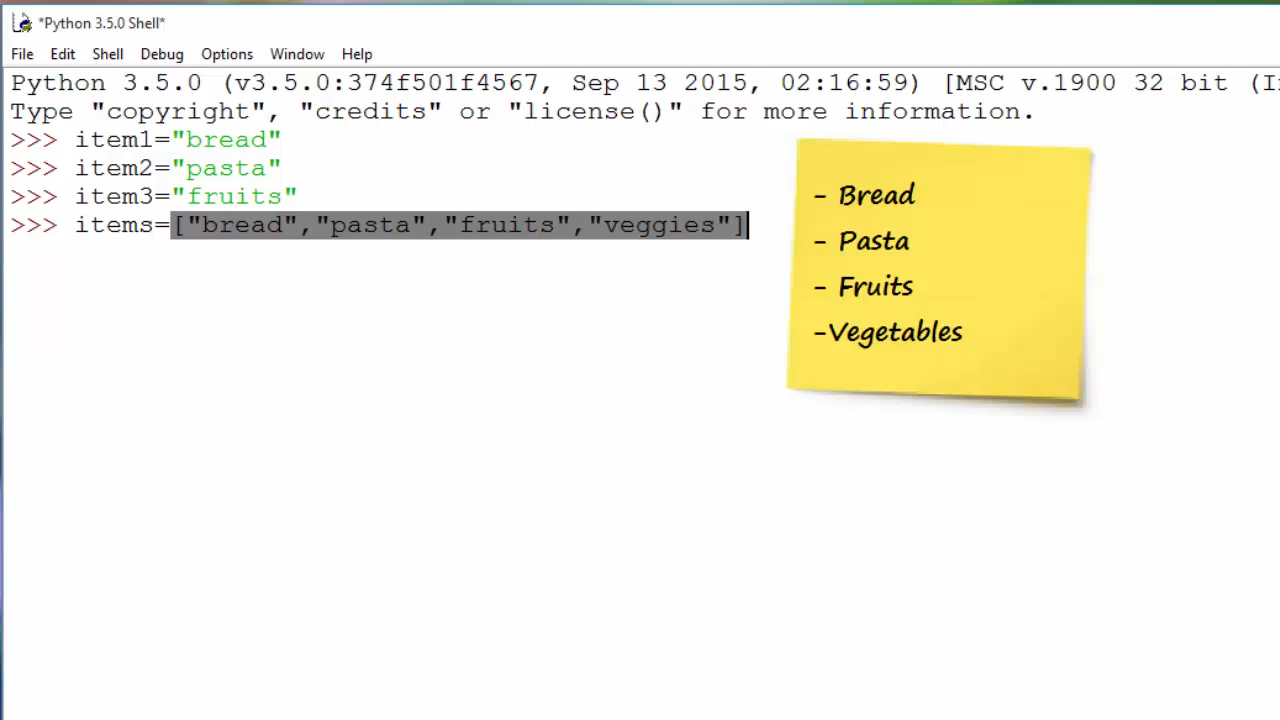 *Python 3.5.0 Shell*
File Edit Shell Debug Options Window Help
Python 3.5.0 (v3.5.0:374f501f4567, Sep 13 2015, 02:16:59) [MSC v.1900 32 bit (In
Type "copyright", "credits" or "license()" for more information.
>>> item1="bread"
>>> item2="pasta"
>>> item3="fruits"
>>> items=["bread","pasta","fruits","veggies"]
- Bread
- Pasta
- Fruits
-Vegetables